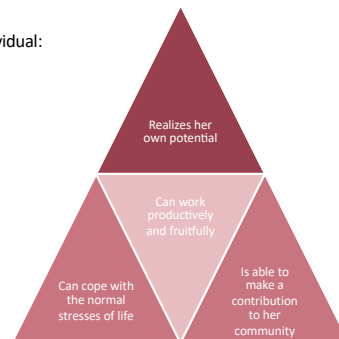 vidual:
Realizes her
own potential
Can work
productively
and fruitfully
Can cope with
the normal
stresses of life
Is able to
make a
contribution
to her
community